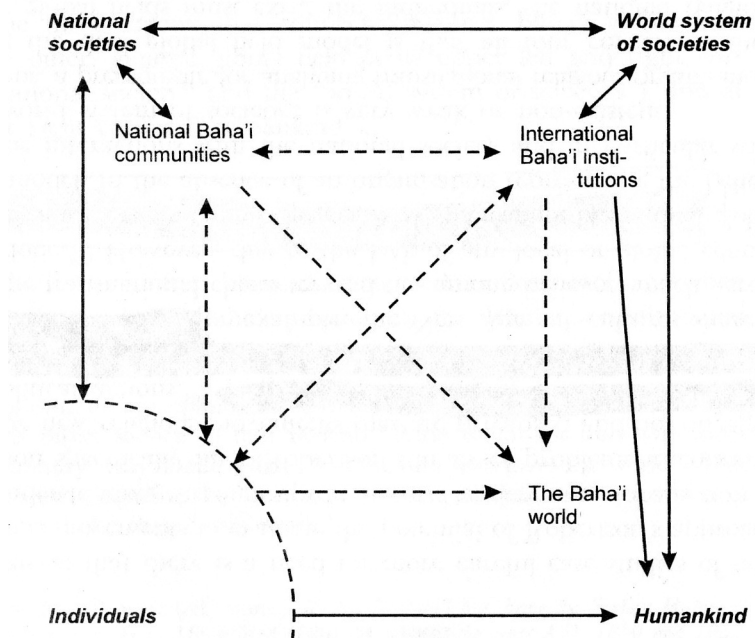 National
societies
World system
of societies
National Baha'i
communities
International
Baha'i insti-
tutions
The Baha'i
world
Individuals
Humankind